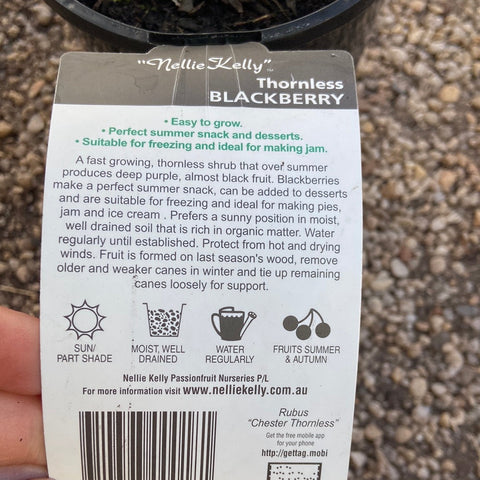 "Nellie Kelly"™
Thornless
BLACKBERRY
• Easy to grow.
• Perfect summer snack and desserts.
• Suitable for freezing and ideal for making jam.
A fast growing, thornless shrub that over summer
produces deep purple, almost black fruit. Blackberries
make a perfect summer snack, can be added to desserts
and are suitable for freezing and ideal for making pies,
jam and ice cream . Prefers a sunny position in moist,
well drained soil that is rich in organic matter. Water
regularly until established. Protect from hot and drying
winds. Fruit is formed on last season's wood, remove
older and weaker canes in winter and tie up remaining
canes loosely for support.
SUN/
PART SHADE
MOIST, WELL
DRAINED
WATER
REGULARLY
FRUITS SUMMER
& AUTUMN
Nellie Kelly Passionfruit Nurseries P/L
For more information visit www.nelliekelly.com.au
Rubus
"Chester Thornless"
Get the free mobile app
for your phone
http://gettag.mobi